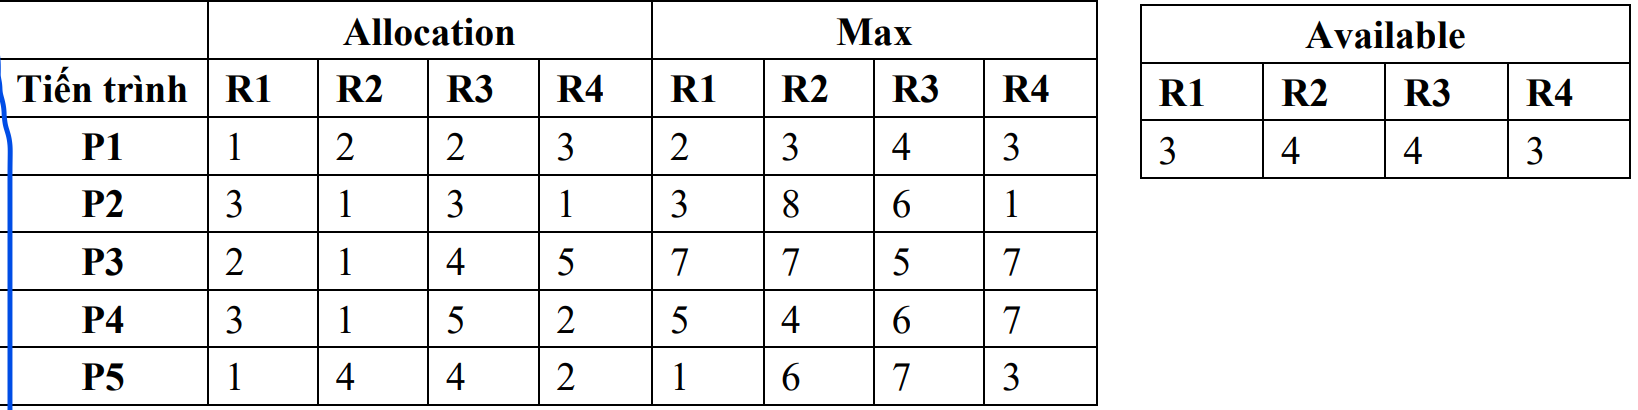 Allocation Max
Tiến trình R1 R2 R3 R4 R1 R2 R3 R4
P1 1 2 2 3 2 3 4 3
P2 3 1 3 1 3 8 6 1
P3 2 1 4 5 7 7 5 7
P4 3 1 5 2 5 4 6 7
P5 1 4 4 2 1 6 7 3
Available
R1 R2 R3 R4
3 4 4 3